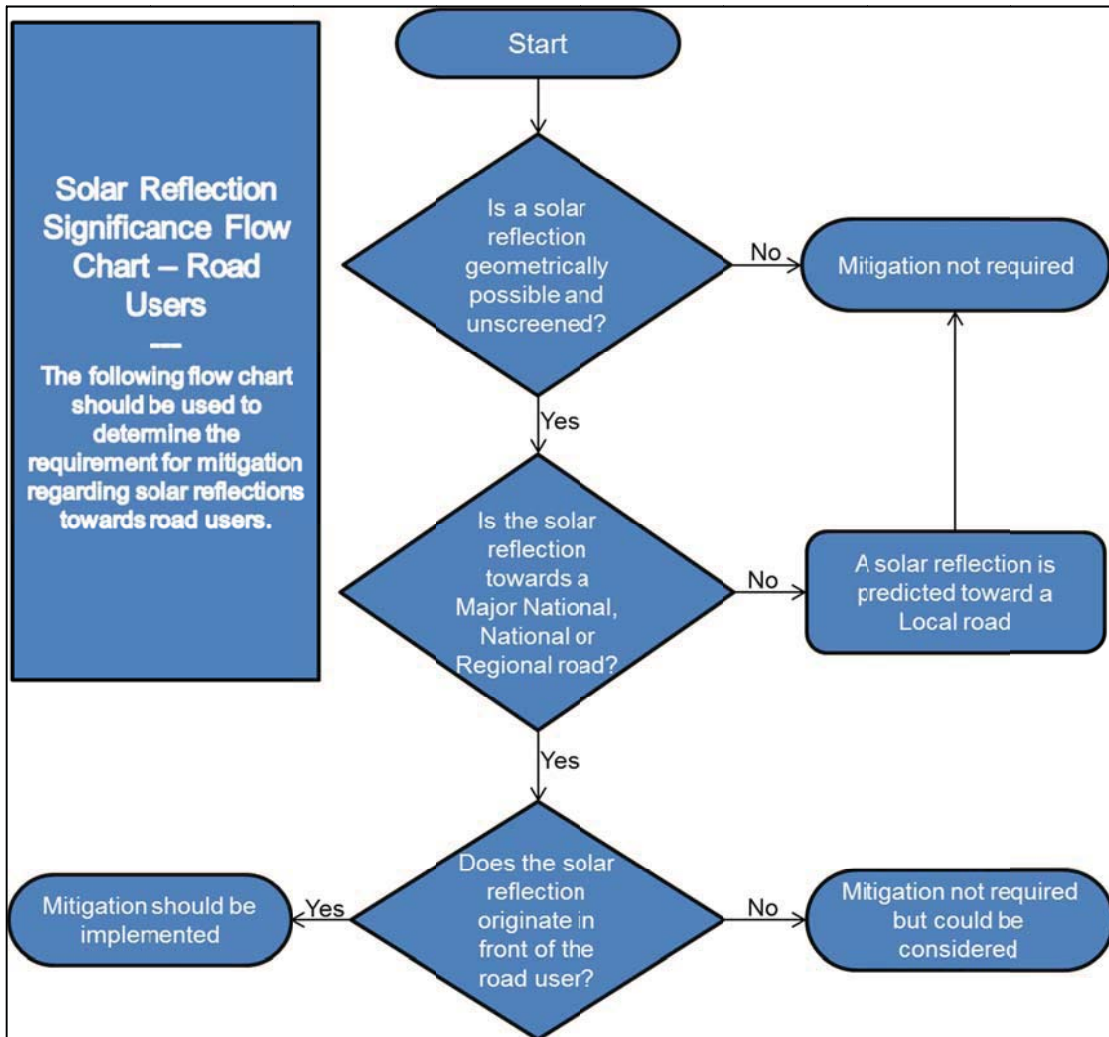 Solar Reflection
Significance Flow
Chart – Road
Users
---
The following flow chart
should be used to
determine the
requirement for mitigation
regarding solar reflections
towards road users.
Start
Is a solar
reflection
geometrically
possible and
unscreened?
No
Mitigation not required
Yes
Is the solar
reflection
towards a
Major National,
National or
Regional road?
No
A solar reflection is
predicted toward a
Local road
Yes
Does the solar
reflection
originate in
front of the
road user?
Yes
Mitigation should be
implemented
No
Mitigation not required
but could be
considered